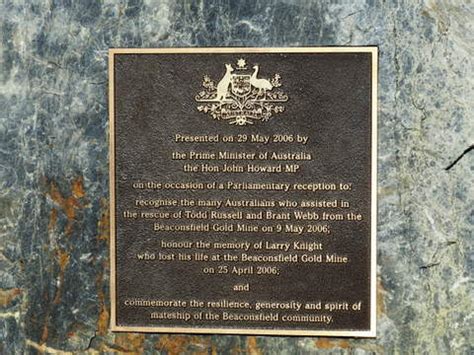 AUSTRALIA
Presented on 29 May 2006 by
the Prime Minister of Australia
the Hon John Howard MP
on the occasion of a Parliamentary reception to:
recognise the many Australians who assisted in
the rescue of Todd Russell and Brant Webb from the
Beaconsfield Gold Mine on 9 May 2006;
honour the memory of Larry Knight
who lost his life at the Beaconsfield Gold Mine
on 25 April 2006;
and
commemorate the resilience, generosity and spirit of
mateship of the Beaconsfield community.